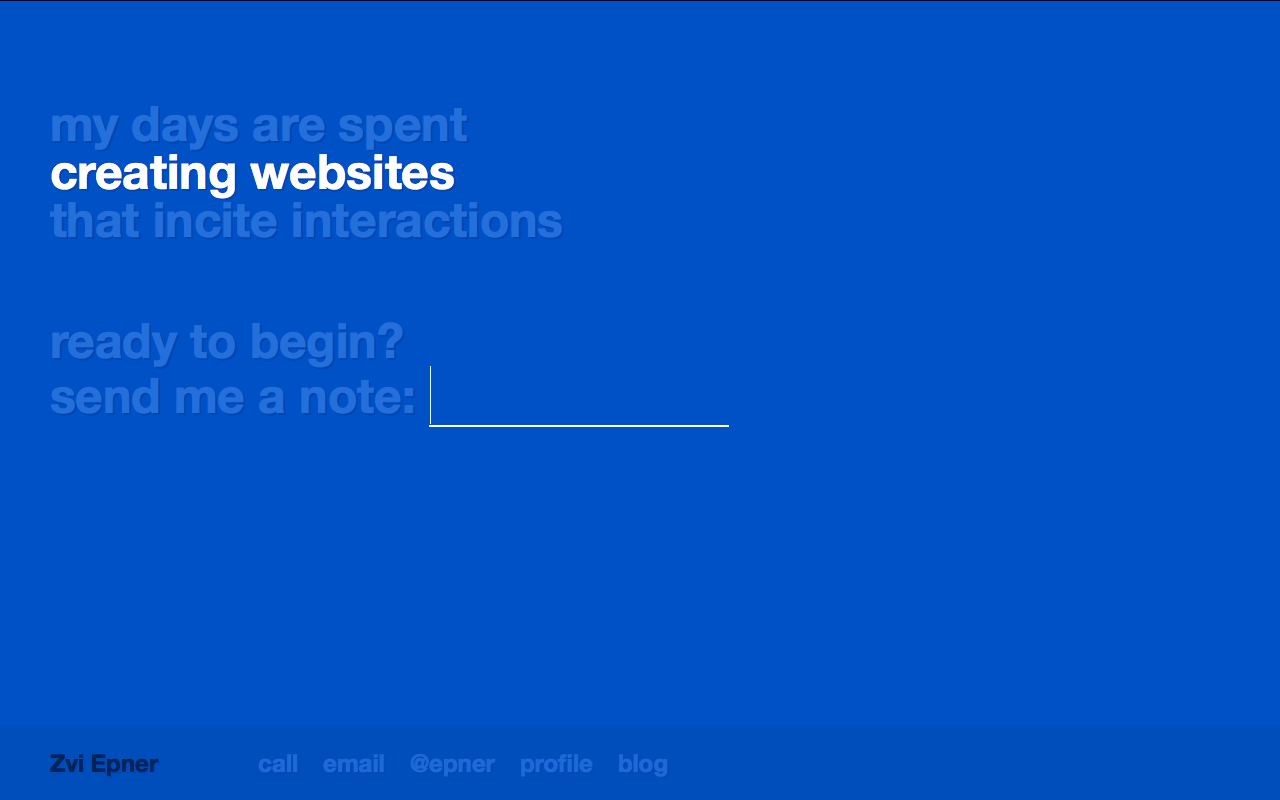 my days are spent
creating websites
that incite interactions
ready to begin?
send me a note:
Zvi Epner call email @epner profile blog